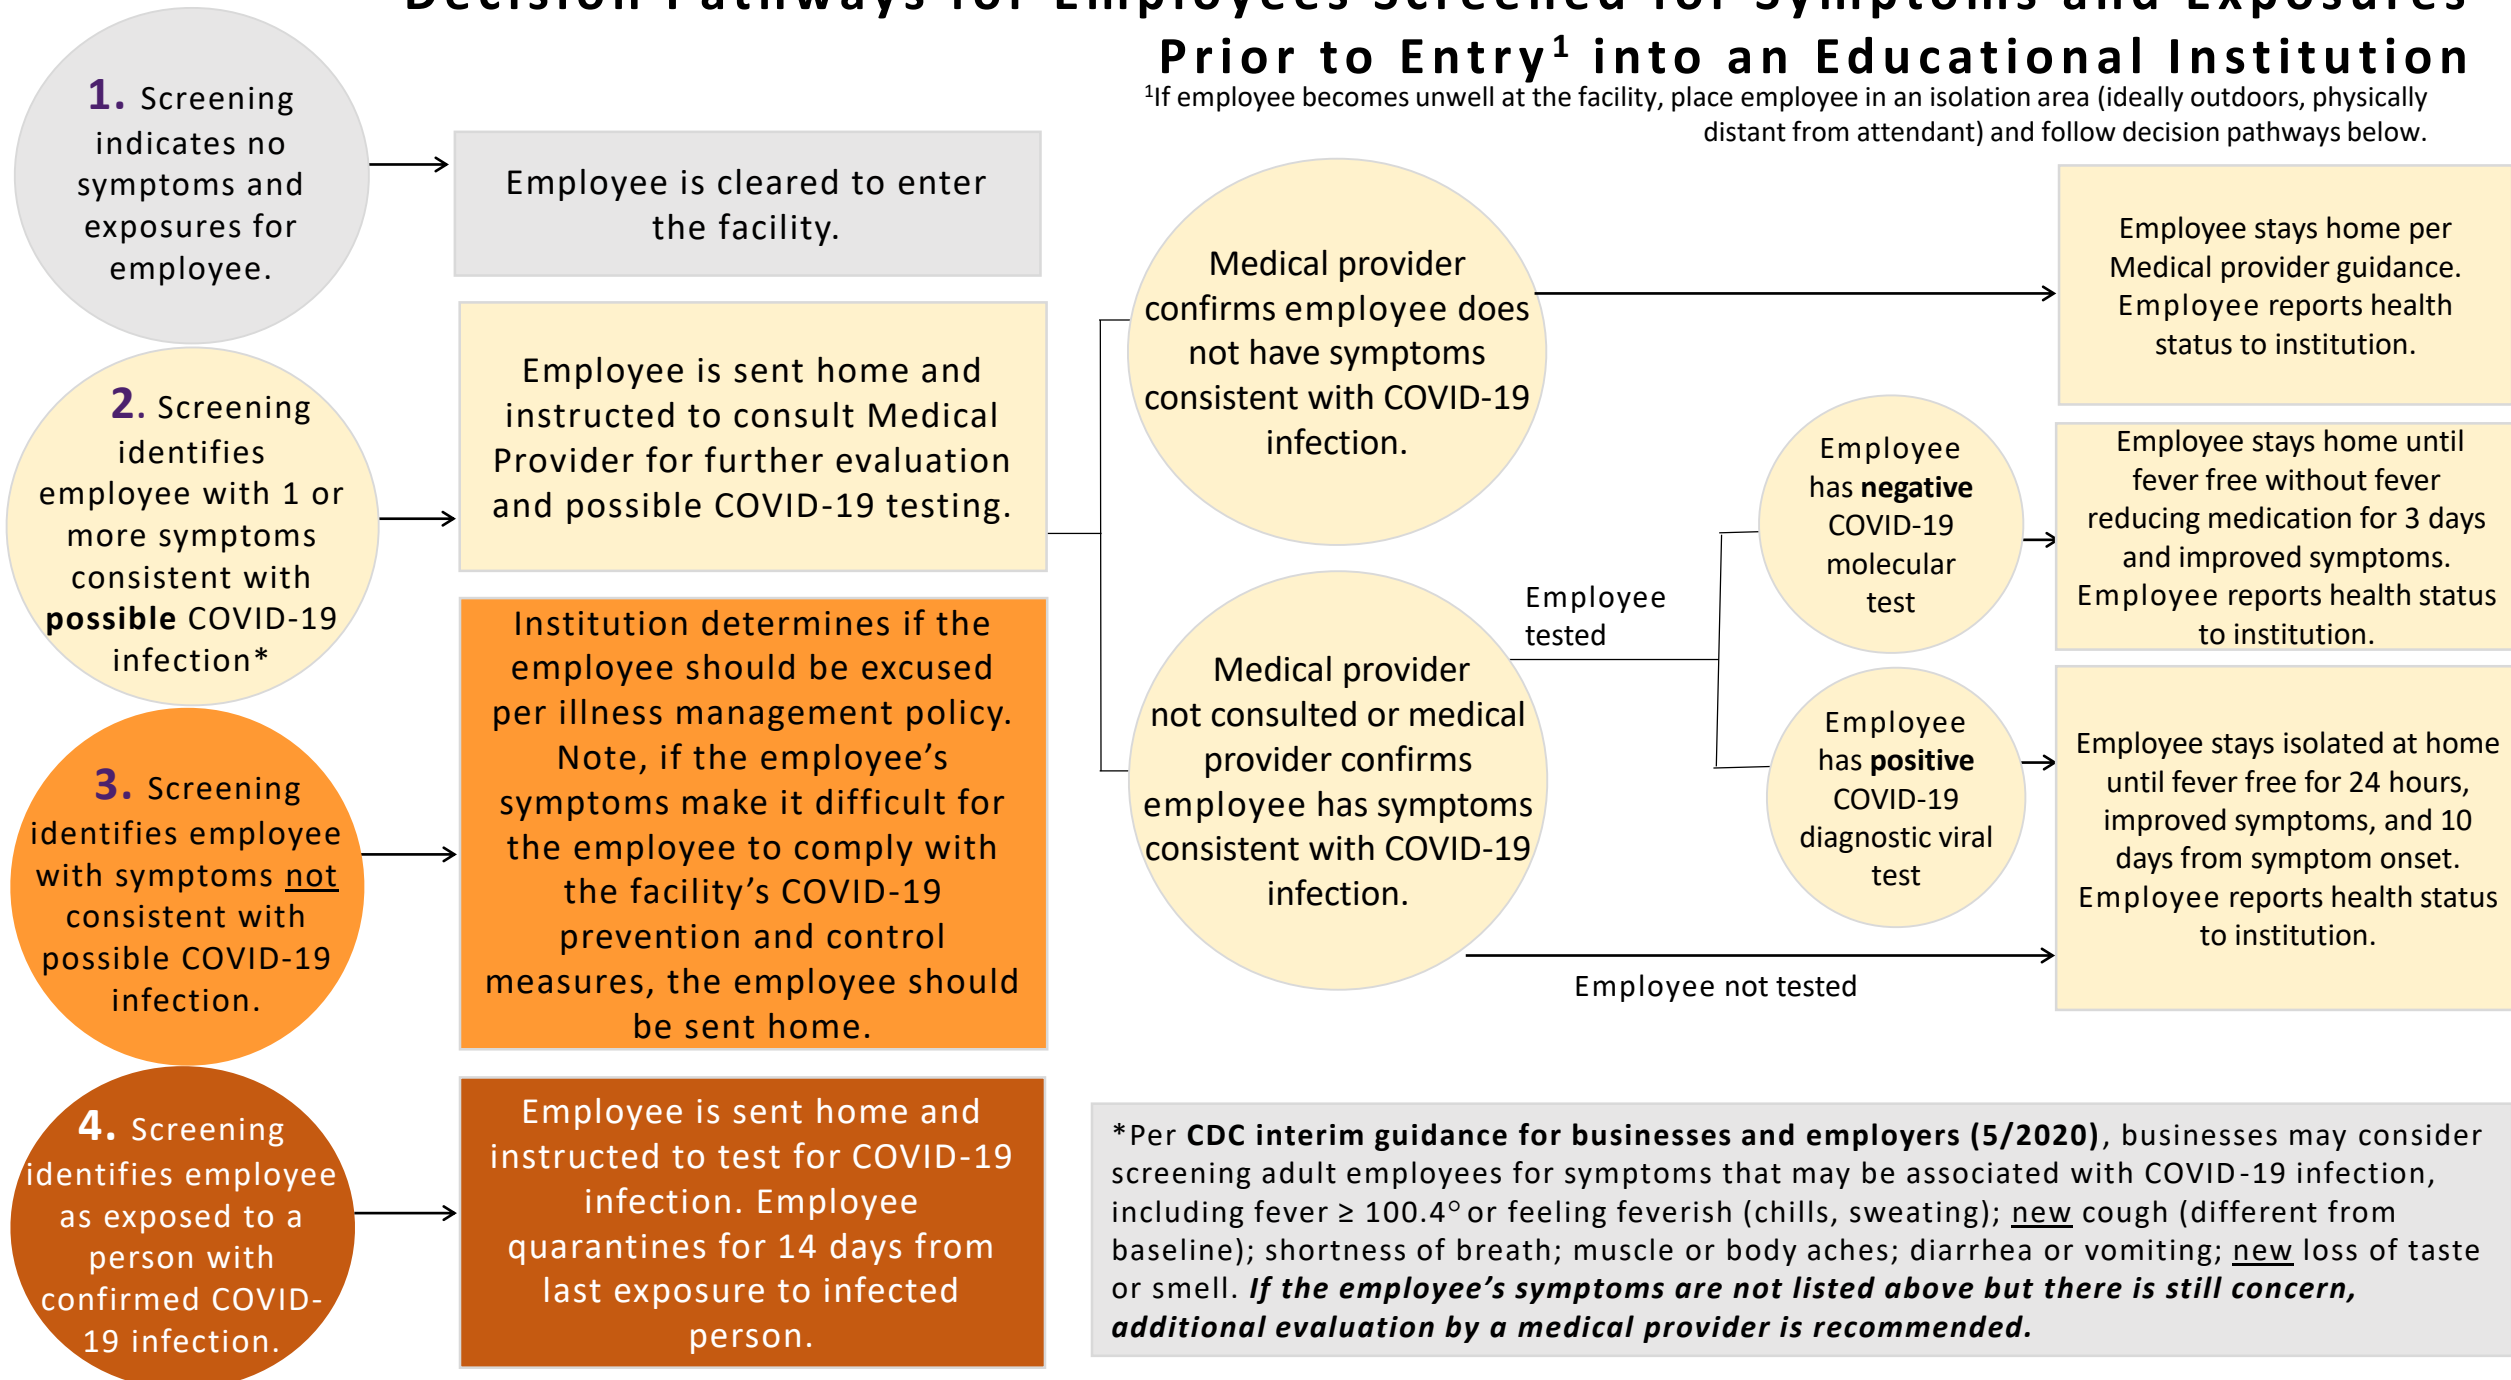 Decision Pathways for Employees Screened for Symptoms and Exposures
Prior to Entry¹ into an Educational Institution
¹If employee becomes unwell at the facility, place employee in an isolation area (ideally outdoors, physically
distant from attendant) and follow decision pathways below.
1. Screening
indicates no
symptoms and
exposures for
employee.
Employee is cleared to enter
the facility.
2. Screening
identifies
employee with 1 or
more symptoms
consistent with
possible COVID-19
infection*
Employee is sent home and
instructed to consult Medical
Provider for further evaluation
and possible COVID-19 testing.
Medical provider
confirms employee does
not have symptoms
consistent with COVID-19
infection.
Employee stays home per
Medical provider guidance.
Employee reports health
status to institution.
Medical provider
not consulted or medical
provider confirms
employee has symptoms
consistent with COVID-19
infection.
Employee
tested
Employee
has negative
COVID-19
molecular
test
Employee stays home until
fever free without fever
reducing medication for 3 days
and improved symptoms.
Employee reports health status
to institution.
Employee
has positive
COVID-19
diagnostic viral
test
Employee stays isolated at home
until fever free for 24 hours,
improved symptoms, and 10
days from symptom onset.
Employee reports health status
to institution.
Employee not tested
3. Screening
identifies employee
with symptoms not
consistent with
possible COVID-19
infection.
Institution determines if the
employee should be excused
per illness management policy.
Note, if the employee’s
symptoms make it difficult for
the employee to comply with
the facility’s COVID-19
prevention and control
measures, the employee should
be sent home.
4. Screening
identifies employee
as exposed to a
person with
confirmed COVID-
19 infection.
Employee is sent home and
instructed to test for COVID-19
infection. Employee
quarantines for 14 days from
last exposure to infected
person.
*Per CDC interim guidance for businesses and employers (5/2020), businesses may consider
screening adult employees for symptoms that may be associated with COVID-19 infection,
including fever ≥ 100.4° or feeling feverish (chills, sweating); new cough (different from
baseline); shortness of breath; muscle or body aches; diarrhea or vomiting; new loss of taste
or smell. If the employee’s symptoms are not listed above but there is still concern,
additional evaluation by a medical provider is recommended.